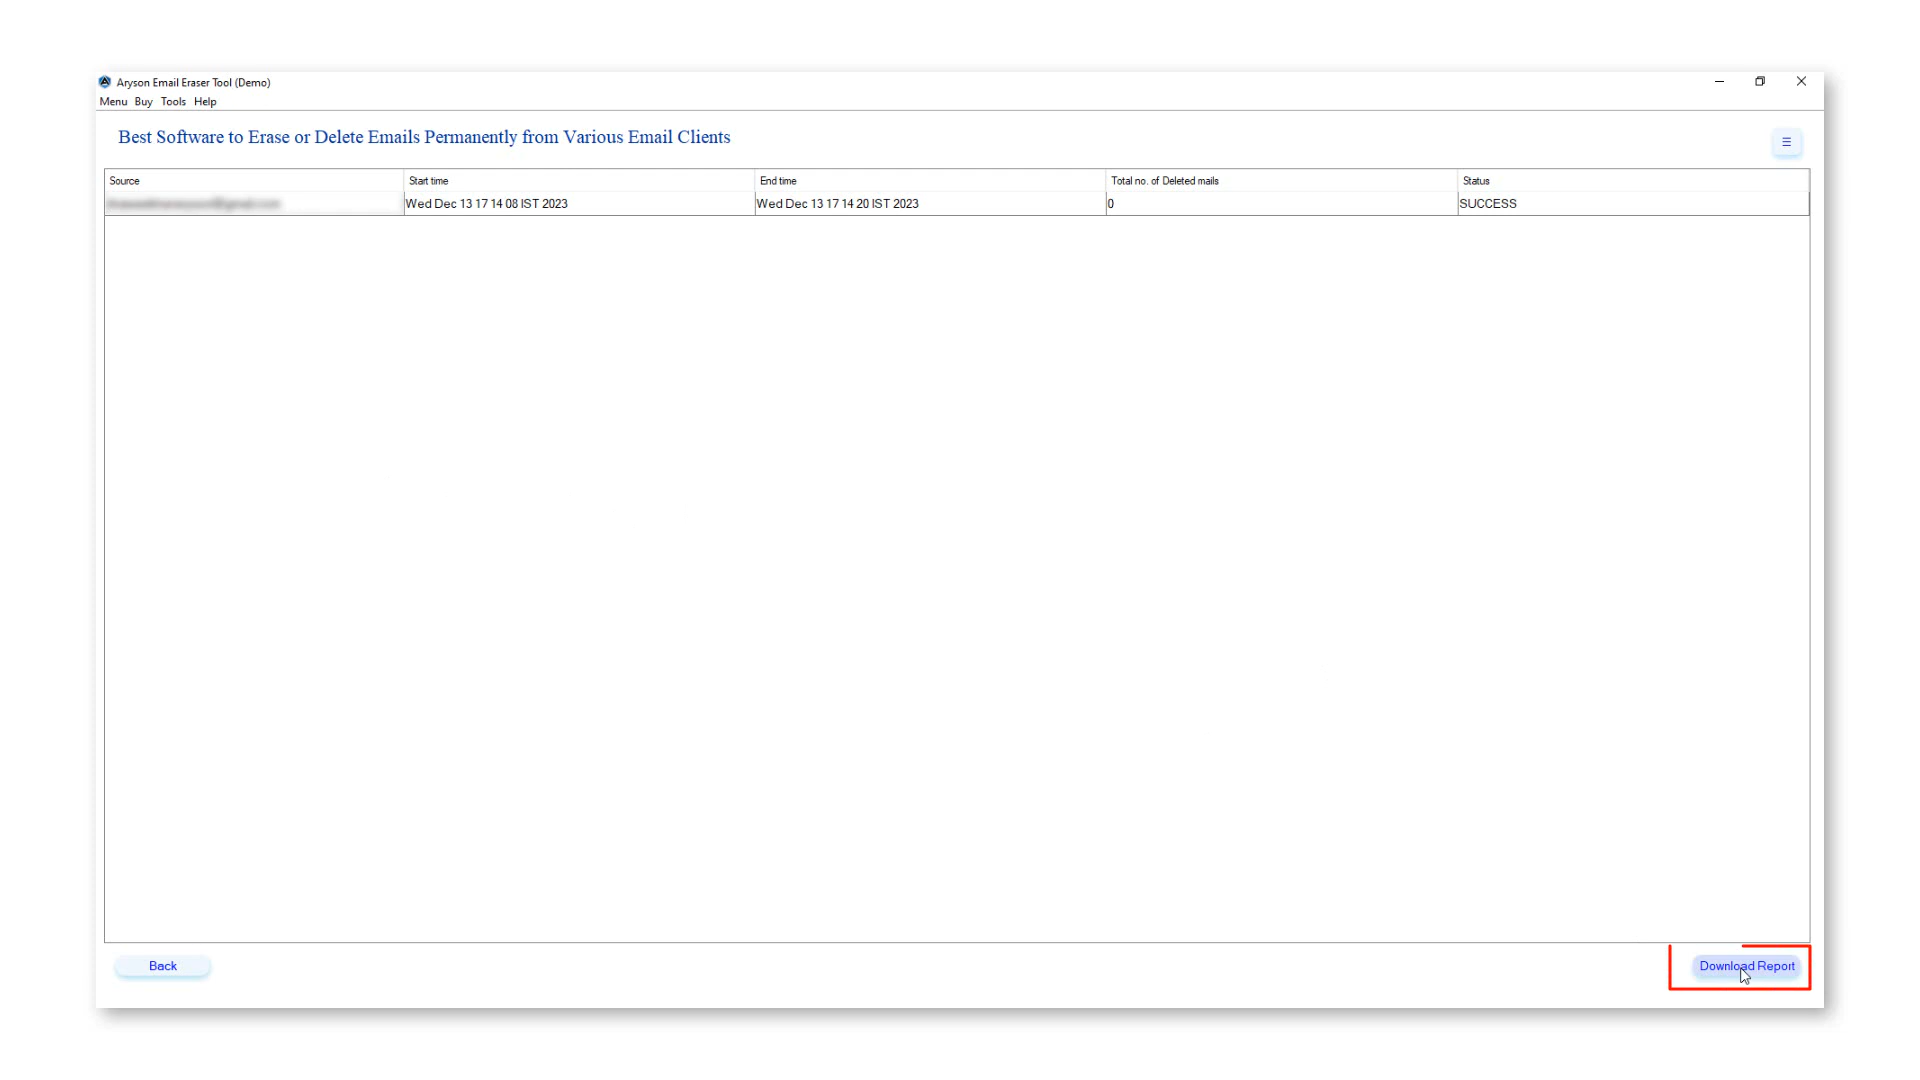 Aryson Email Eraser Tool (Demo)
Menu Buy Tools Help
Best Software to Erase or Delete Emails Permanently from Various Email Clients
Source Start time End time Total no. of Deleted mails Status
Wed Dec 13 17 14 08 IST 2023 Wed Dec 13 17 14 20 IST 2023 0 SUCCESS
Back Download Report